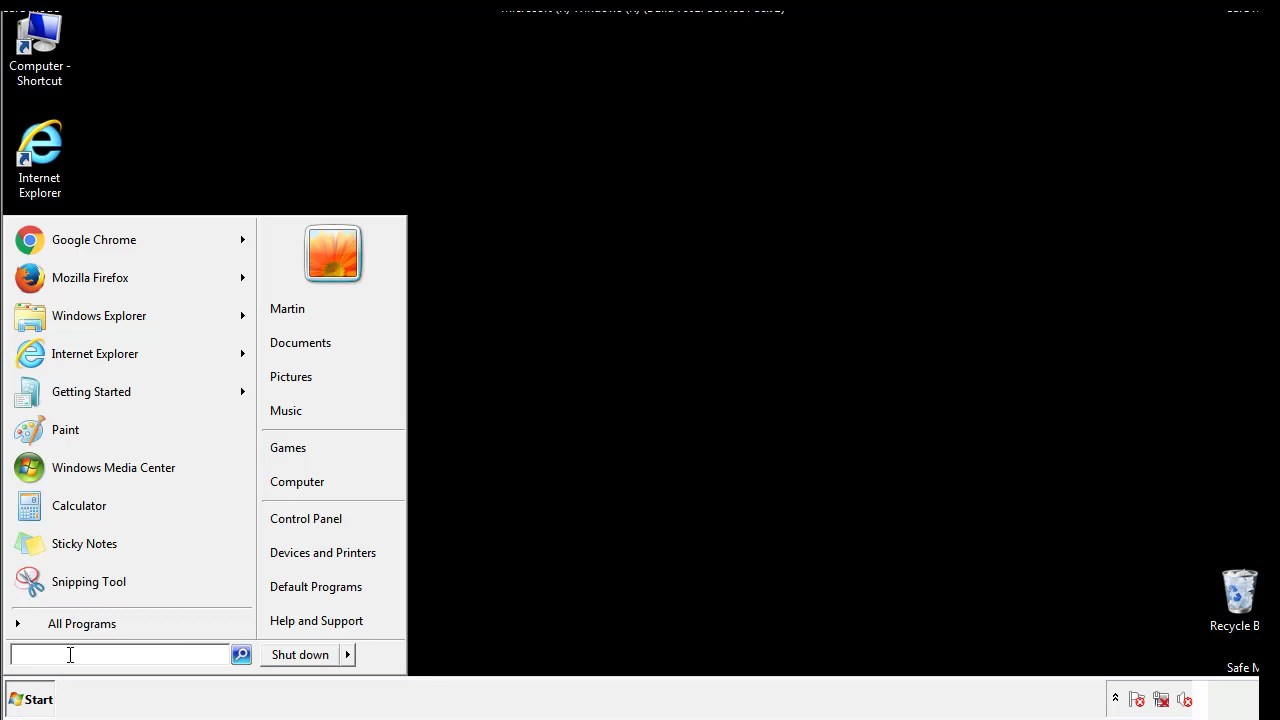 Computer -
Shortcut
Internet
Explorer
Google Chrome
Mozilla Firefox
Windows Explorer
Internet Explorer
Getting Started
Paint
Windows Media Center
Calculator
Sticky Notes
Snipping Tool
All Programs
Martin
Documents
Pictures
Music
Games
Computer
Control Panel
Devices and Printers
Default Programs
Help and Support
Shut down
Recycle B
Safe M
Start